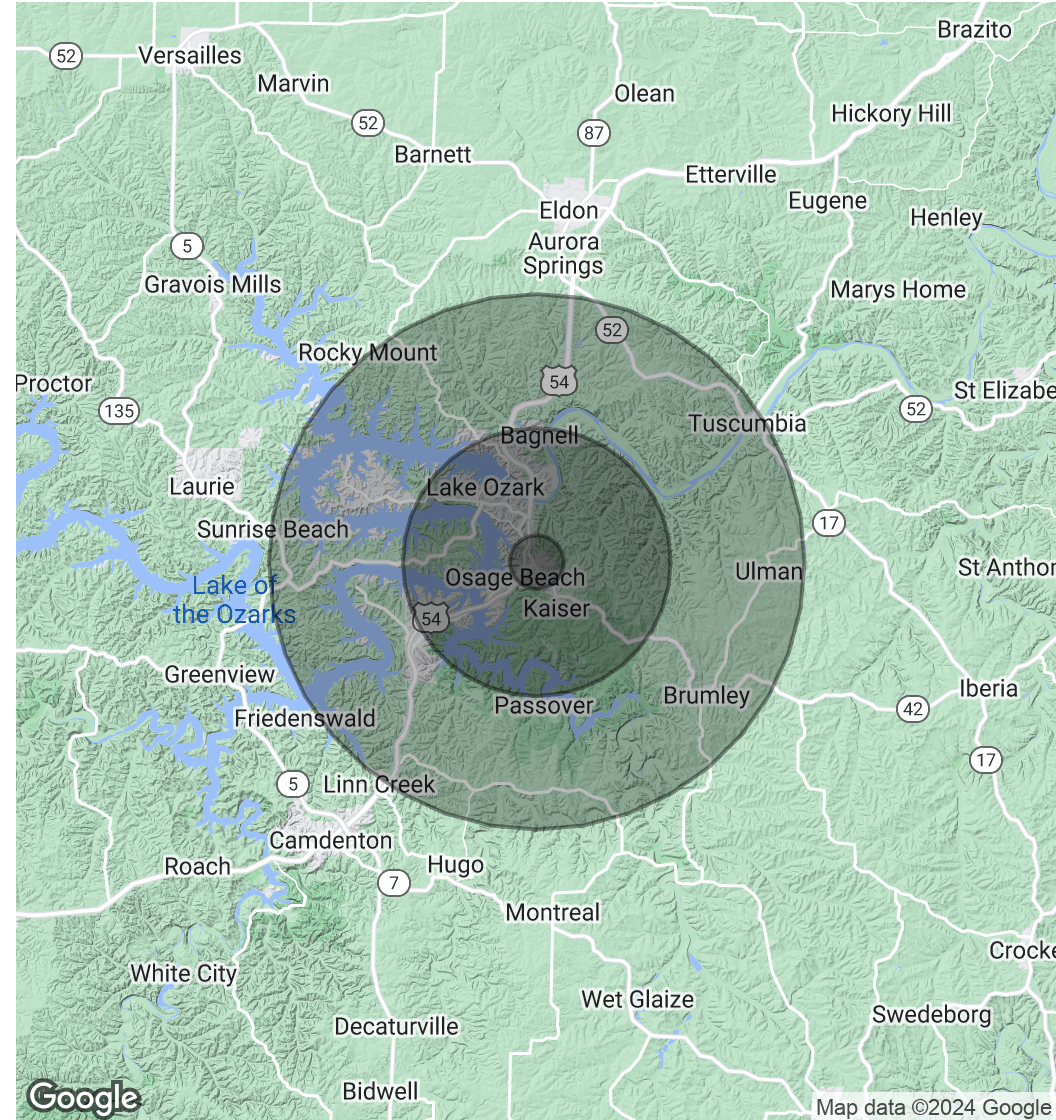 Brazito
52
Versailles
Marvin
Olean
Hickory Hill
52
87
Barnett
Etterville
Eugene
Eldon
Henley
Aurora
Springs
5
Gravois Mills
Marys Home
52
Rocky Mount
Proctor
54
St Elizabe
135
52
Tuscumbia
Bagnell
Laurie
Lake Ozark
17
Sunrise Beach
St Anthon
Ulman
Osage Beach
Lake of
the Ozarks
Kaiser
54
Greenview
Iberia
Brumley
Passover
42
Friedenswald
17
5
Linn Creek
Camdenton
Roach
Hugo
7
Montreal
Crocke
White City
Wet Glaize
Swedeborg
Decaturville
Bidwell
Google
Map data ©2024 Google